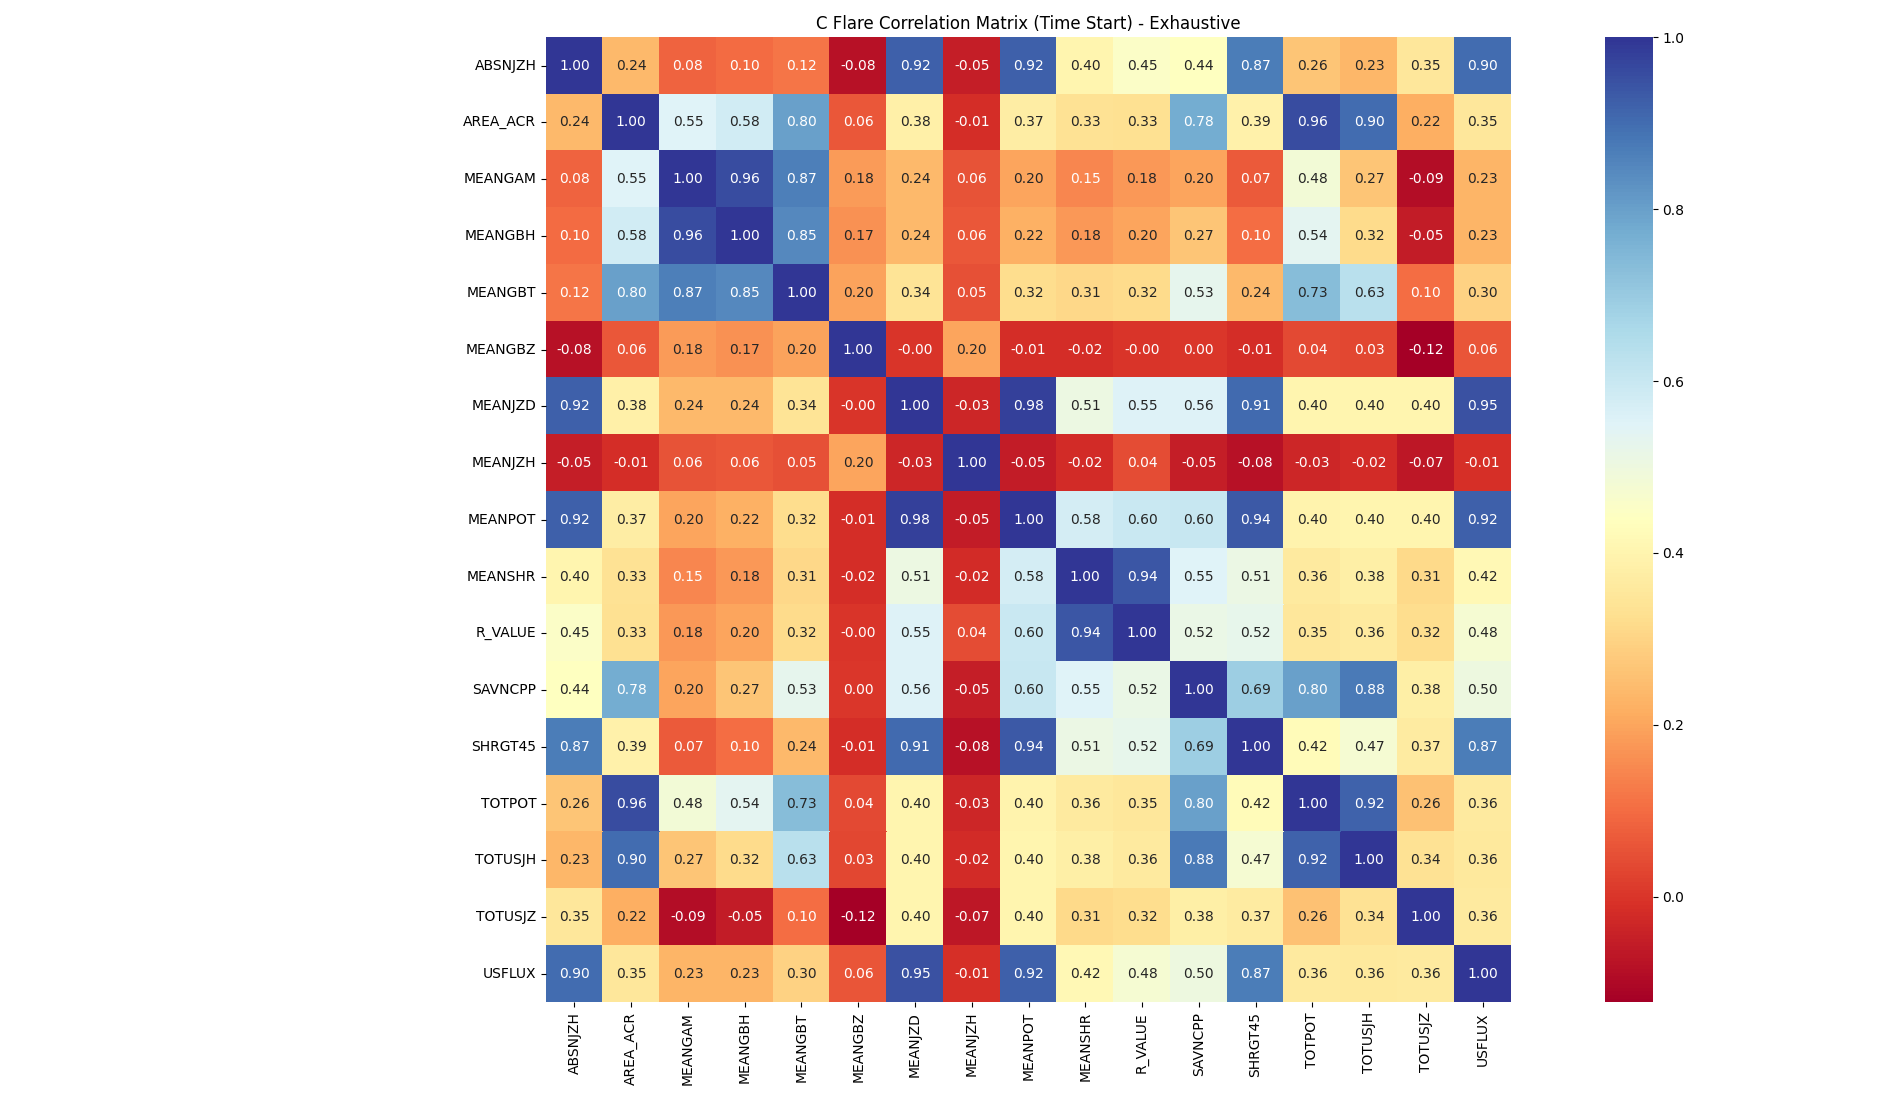 C Flare Correlation Matrix (Time Start) - Exhaustive
ABSNJZH 1.00 0.24 0.08 0.10 0.12 -0.08 0.92 -0.05 0.92 0.40 0.45 0.44 0.87 0.26 0.23 0.35 0.90
AREA_ACR 0.24 1.00 0.55 0.58 0.80 0.06 0.38 -0.01 0.37 0.33 0.33 0.78 0.39 0.96 0.90 0.22 0.35
MEANGAM 0.08 0.55 1.00 0.96 0.87 0.18 0.24 0.06 0.20 0.15 0.18 0.20 0.07 0.48 0.27 -0.09 0.23
MEANGBH 0.10 0.58 0.96 1.00 0.85 0.17 0.24 0.06 0.22 0.18 0.20 0.27 0.10 0.54 0.32 -0.05 0.23
MEANGBT 0.12 0.80 0.87 0.85 1.00 0.20 0.34 0.05 0.32 0.31 0.32 0.53 0.24 0.73 0.63 0.10 0.30
MEANGBZ -0.08 0.06 0.18 0.17 0.20 1.00 -0.00 0.20 -0.01 -0.02 -0.00 0.00 -0.01 0.04 0.03 -0.12 0.06
MEANJZD 0.92 0.38 0.24 0.24 0.34 -0.00 1.00 -0.03 0.98 0.51 0.55 0.56 0.91 0.40 0.40 0.40 0.95
MEANJZH -0.05 -0.01 0.06 0.06 0.05 0.20 -0.03 1.00 -0.05 -0.02 0.04 -0.05 -0.08 -0.03 -0.02 -0.07 -0.01
MEANPOT 0.92 0.37 0.20 0.22 0.32 -0.01 0.98 -0.05 1.00 0.58 0.60 0.60 0.94 0.40 0.40 0.40 0.92
MEANSHR 0.40 0.33 0.15 0.18 0.31 -0.02 0.51 -0.02 0.58 1.00 0.94 0.55 0.51 0.36 0.38 0.31 0.42
R_VALUE 0.45 0.33 0.18 0.20 0.32 -0.00 0.55 0.04 0.60 0.94 1.00 0.52 0.52 0.35 0.36 0.32 0.48
SAVNCPP 0.44 0.78 0.20 0.27 0.53 0.00 0.56 -0.05 0.60 0.55 0.52 1.00 0.69 0.80 0.88 0.38 0.50
SHRGT45 0.87 0.39 0.07 0.10 0.24 -0.01 0.91 -0.08 0.94 0.51 0.52 0.69 1.00 0.42 0.47 0.37 0.87
TOTPOT 0.26 0.96 0.48 0.54 0.73 0.04 0.40 -0.03 0.40 0.36 0.35 0.80 0.42 1.00 0.92 0.26 0.36
TOTUSJH 0.23 0.90 0.27 0.32 0.63 0.03 0.40 -0.02 0.40 0.38 0.36 0.88 0.47 0.92 1.00 0.34 0.36
TOTUSJZ 0.35 0.22 -0.09 -0.05 0.10 -0.12 0.40 -0.07 0.40 0.31 0.32 0.38 0.37 0.26 0.34 1.00 0.36
USFLUX 0.90 0.35 0.23 0.23 0.30 0.06 0.95 -0.01 0.92 0.42 0.48 0.50 0.87 0.36 0.36 0.36 1.00
ABSNJZH AREA_ACR MEANGAM MEANGBH MEANGBT MEANGBZ MEANJZD MEANJZH MEANPOT MEANSHR R_VALUE SAVNCPP SHRGT45 TOTPOT TOTUSJH TOTUSJZ USFLUX
1.0
0.8
0.6
0.4
0.2
0.0